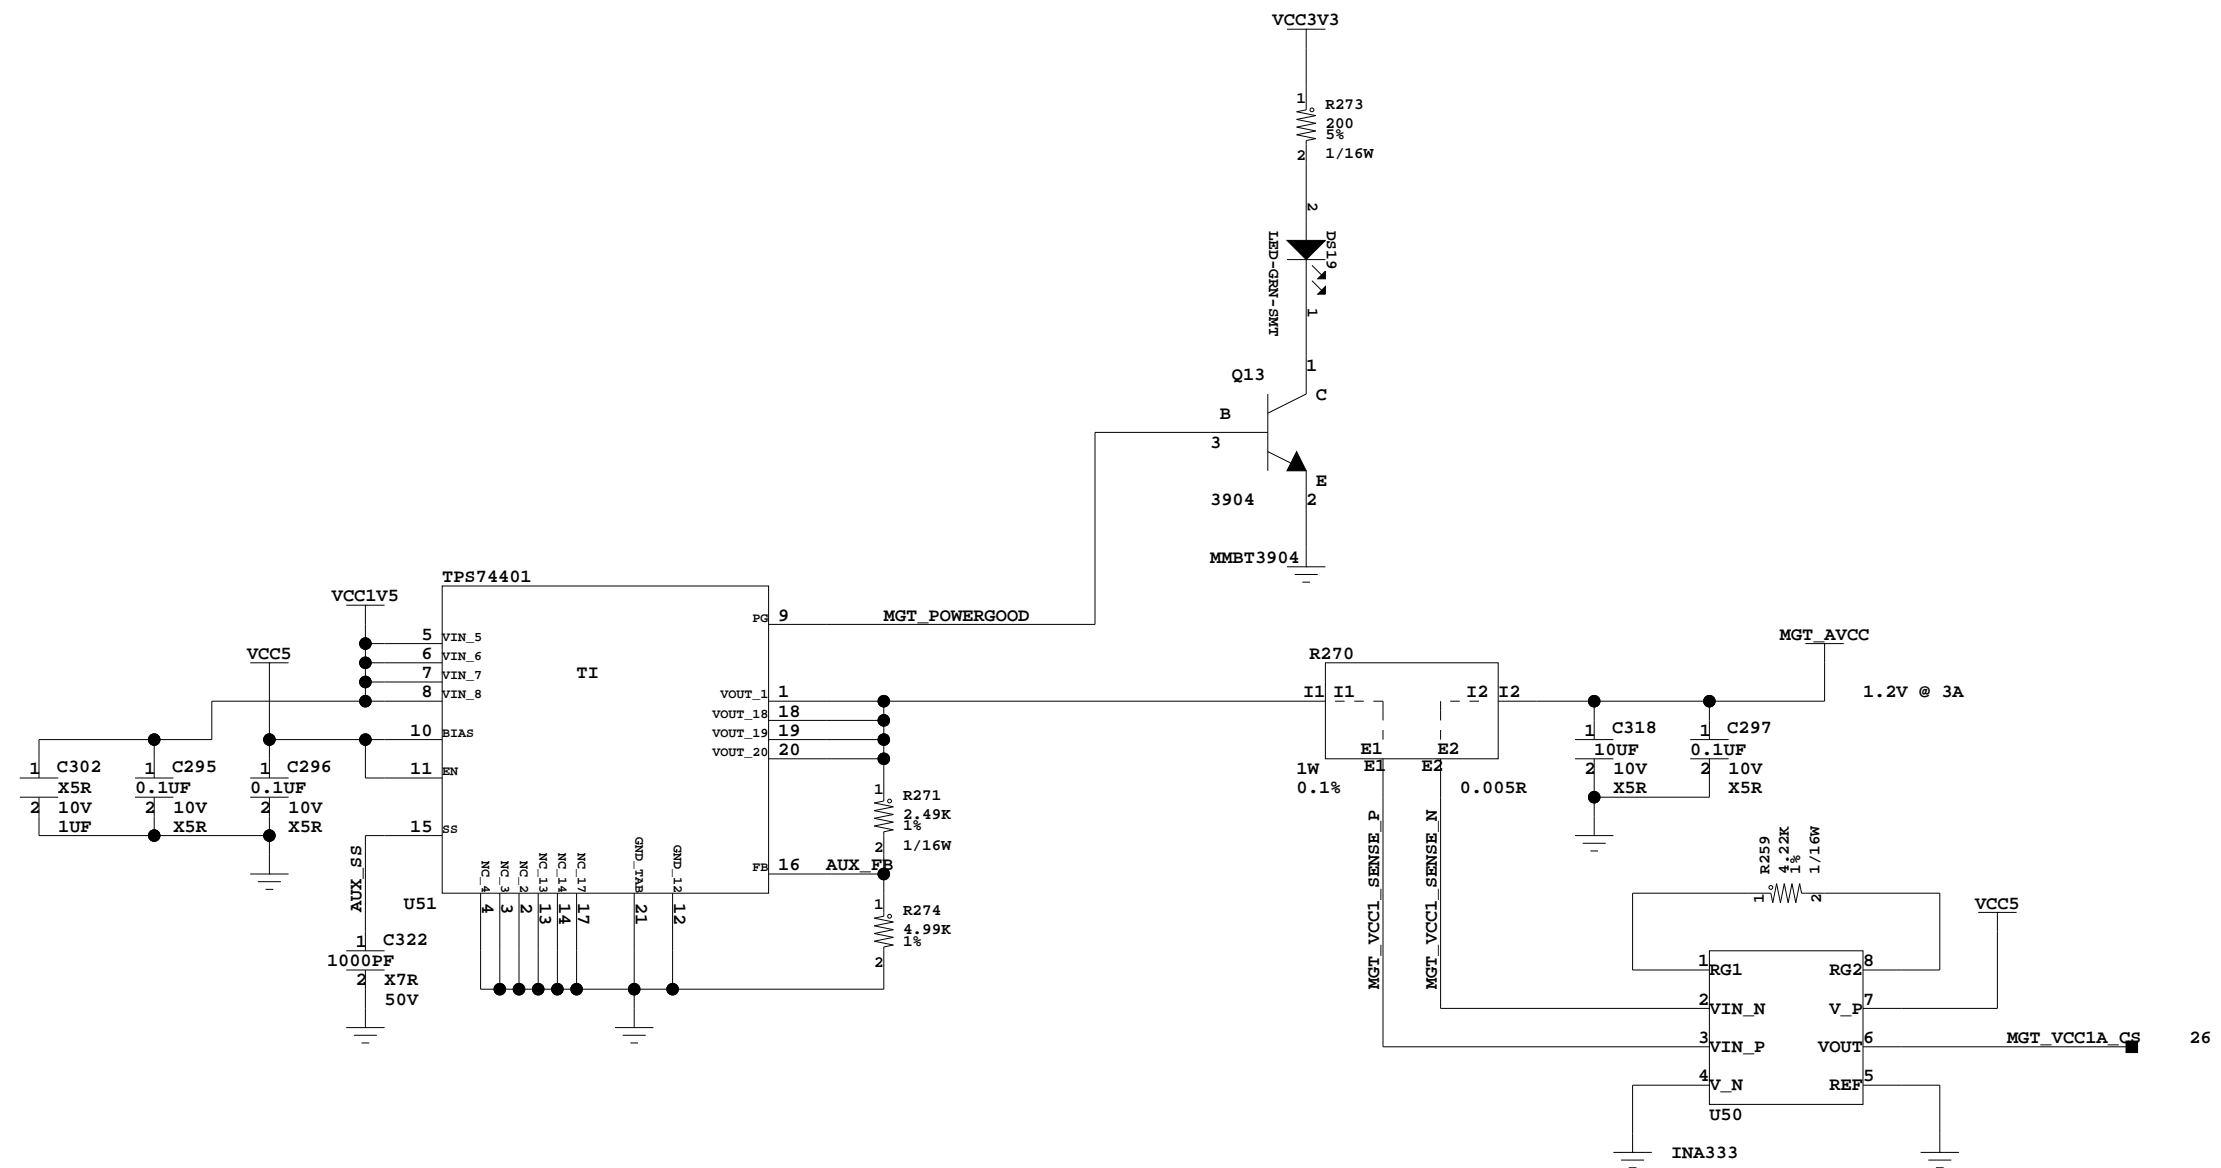 VCC3V3
1
R273
200
5%
2
1/16W
2
DS19
LED-GRN-SMT
1
1
Q13
C
B
3
E
3904
2
MMBT3904
TPS74401
VCC1V5
PG
9
MGT_POWERGOOD
5
VIN_5
6
VIN_6
7
VIN_7
8
VIN_8
VCC5
TI
VOUT_1
1
VOUT_18
18
VOUT_19
19
VOUT_20
20
10
BIAS
11
EN
15
SS
1
C302
X5R
2
10V
1UF
1
C295
0.1UF
2
10V
X5R
1
C296
0.1UF
2
10V
X5R
AUX_SS
U51
1
C322
1000PF
2
X7R
50V
NC_4
NC_3
NC_2
NC_13
NC_14
NC_17
GND_TAB
GND_12
4
3
2
13
14
17
21
12
FB
16
AUX_FB
1
R271
2.49K
1%
2
1/16W
1
R274
4.99K
1%
2
R270
I1
I1
I2
I2
E1
E2
E1
E2
1W
0.1%
0.005R
MGT_VCC1_SENSE_P
MGT_VCC1_SENSE_N
MGT_AVCC
1.2V @ 3A
1
C318
10UF
2
10V
X5R
1
C297
0.1UF
2
10V
X5R
R259
4.22K
1%
1/16W
1
2
VCC5
1
RG1
RG2
8
2
VIN_N
V_P
7
3
VIN_P
VOUT
6
MGT_VCC1A_CS
26
4
V_N
REF
5
U50
INA333